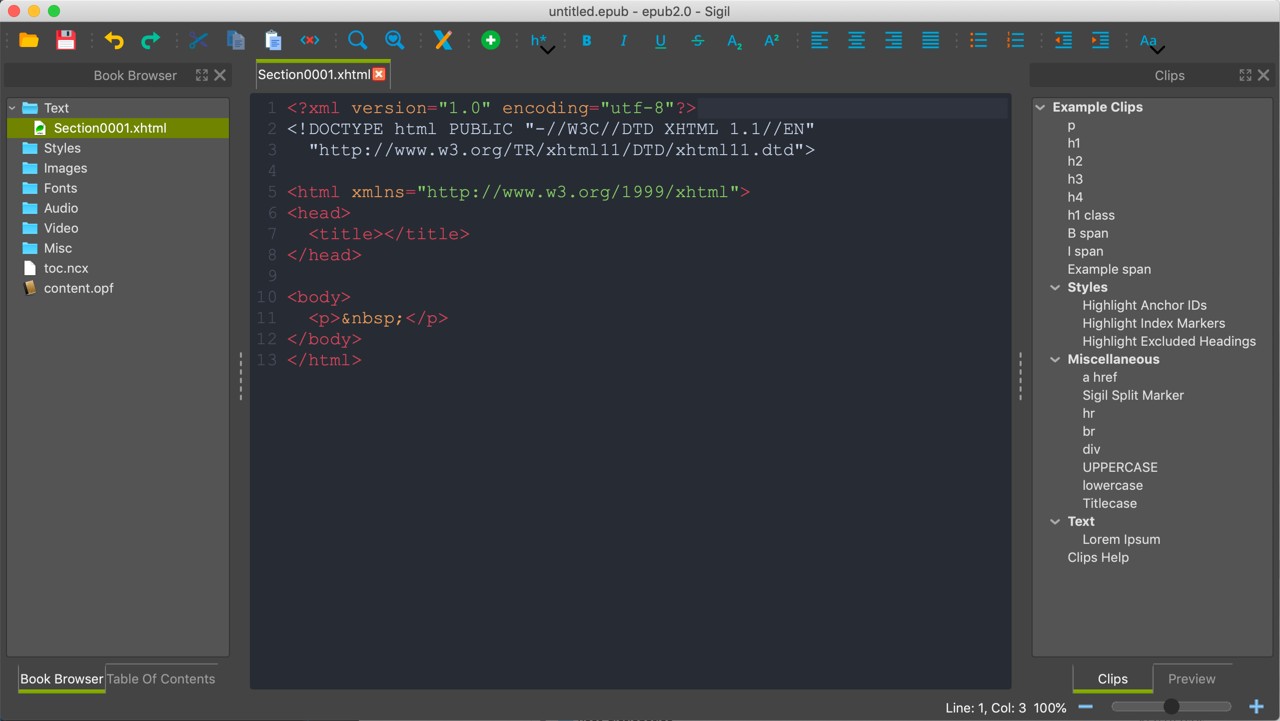 untitled.epub - epub2.0 - Sigil
h* B I U S A2 A² Aa
Book Browser
Section0001.xhtml
Clips
Text
Section0001.xhtml
Styles
Images
Fonts
Audio
Video
Misc
toc.ncx
content.opf
1 <?xml version="1.0" encoding="utf-8"?>
2 <!DOCTYPE html PUBLIC "-//W3C//DTD XHTML 1.1//EN"
3 "http://www.w3.org/TR/xhtml11/DTD/xhtml11.dtd">
4
5 <html xmlns="http://www.w3.org/1999/xhtml">
6 <head>
7 <title></title>
8 </head>
9
10 <body>
11 <p>&nbsp;</p>
12 </body>
13 </html>
Example Clips
p
h1
h2
h3
h4
h1 class
B span
I span
Example span
Styles
Highlight Anchor IDs
Highlight Index Markers
Highlight Excluded Headings
Miscellaneous
a href
Sigil Split Marker
hr
br
div
UPPERCASE
lowercase
Titlecase
Text
Lorem Ipsum
Clips Help
Book Browser
Table Of Contents
Clips
Preview
Line: 1, Col: 3 100%